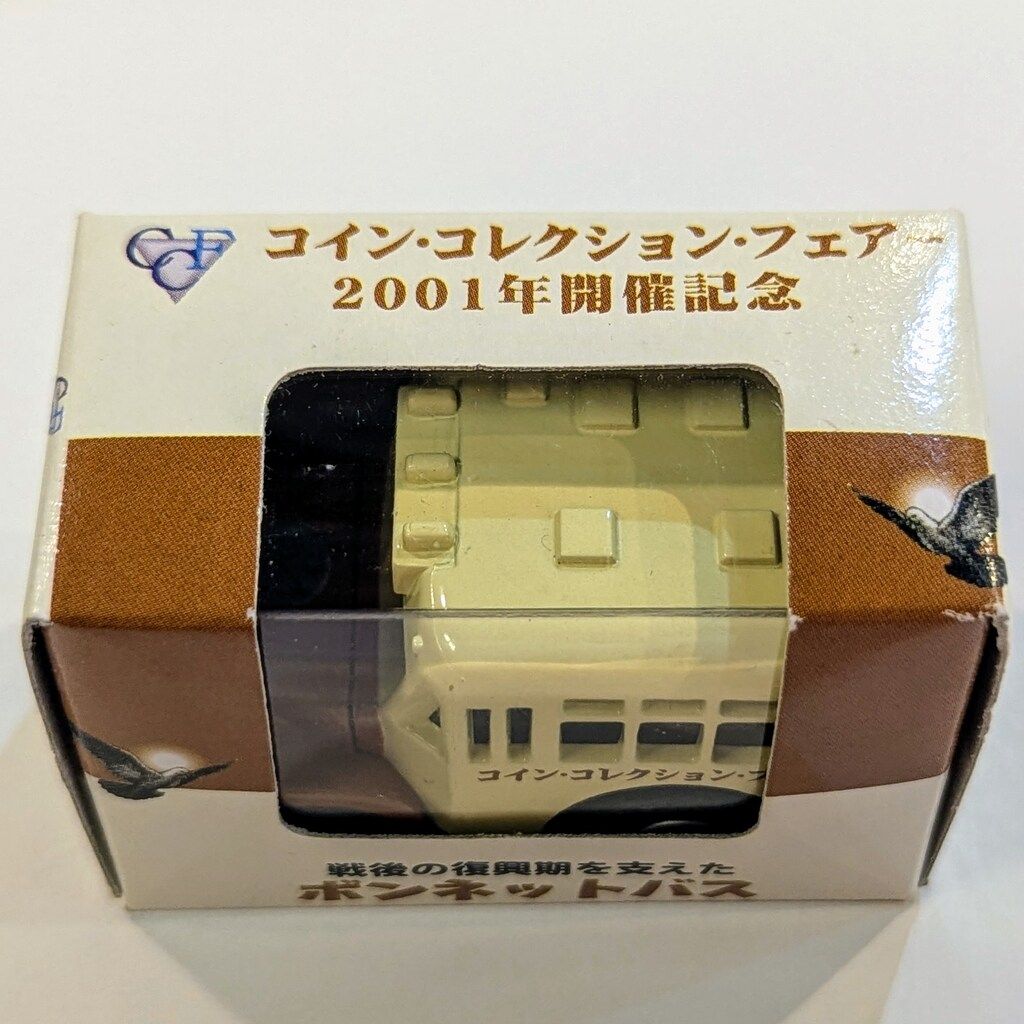 CCF
コイン・コレクション・フェアー
2001年開催記念
コイン・コレクション・フ
戦後の復興期を支えた
ボンネットバス